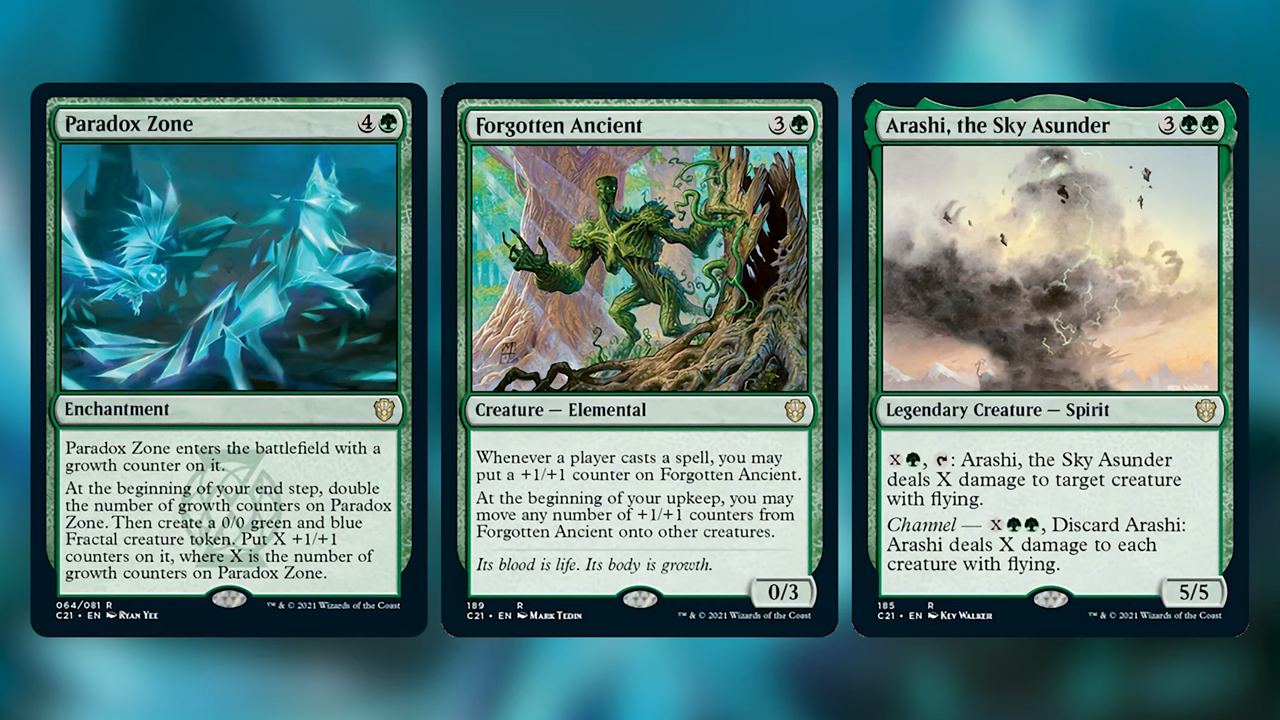 Paradox Zone 4
Enchantment
Paradox Zone enters the battlefield with a
growth counter on it.
At the beginning of your end step, double
the number of growth counters on Paradox
Zone. Then create a 0/0 green and blue
Fractal creature token. Put X +1/+1
counters on it, where X is the number of
growth counters on Paradox Zone.
064/081 R
C21 • EN Ryan Yee
™ & © 2021 Wizards of the Coast
Forgotten Ancient 3
Creature — Elemental
Whenever a player casts a spell, you may
put a +1/+1 counter on Forgotten Ancient.
At the beginning of your upkeep, you may
move any number of +1/+1 counters from
Forgotten Ancient onto other creatures.
Its blood is life. Its body is growth.
0/3
189 R
C21 • EN Mark Tedin
™ & © 2021 Wizards of the Coast
Arashi, the Sky Asunder 3
Legendary Creature — Spirit
X, : Arashi, the Sky Asunder
deals X damage to target creature
with flying.
Channel — X, Discard Arashi:
Arashi deals X damage to each
creature with flying.
5/5
185 R
C21 • EN Kev Walker
™ & © 2021 Wizards of the Coast